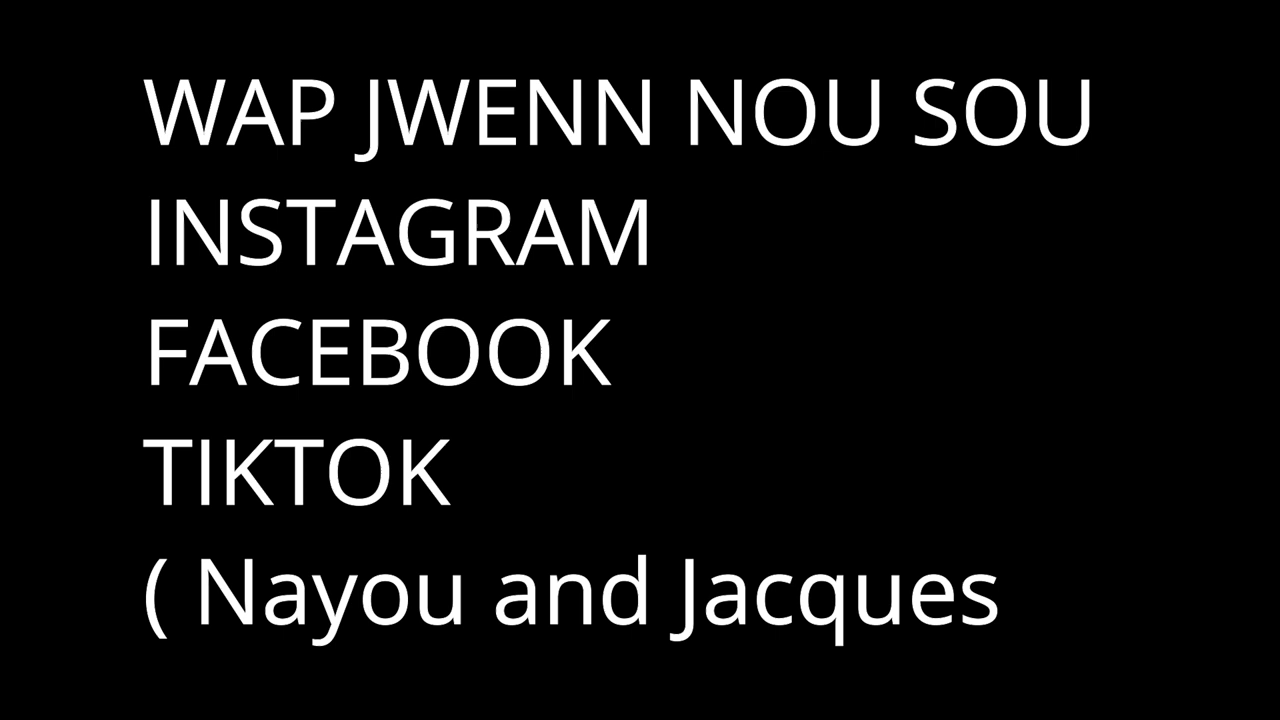 WAP JWENN NOU SOU
INSTAGRAM
FACEBOOK
TIKTOK
( Nayou and Jacques